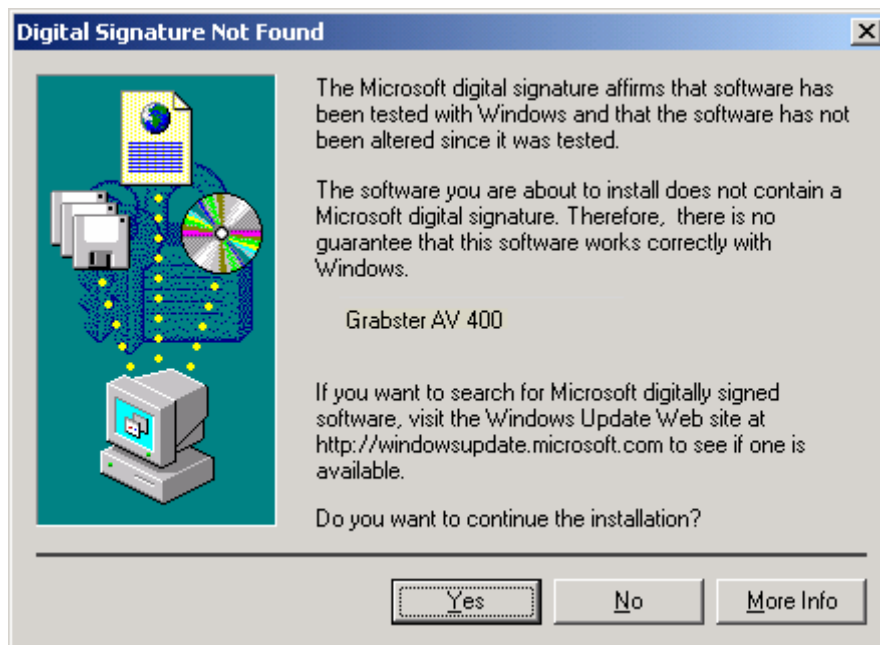 Digital Signature Not Found
The Microsoft digital signature affirms that software has
been tested with Windows and that the software has not
been altered since it was tested.
The software you are about to install does not contain a
Microsoft digital signature. Therefore,  there is no
guarantee that this software works correctly with
Windows.
Grabster AV 400
If you want to search for Microsoft digitally signed
software, visit the Windows Update Web site at
http://windowsupdate.microsoft.com to see if one is
available.
Do you want to continue the installation?
Yes No More Info